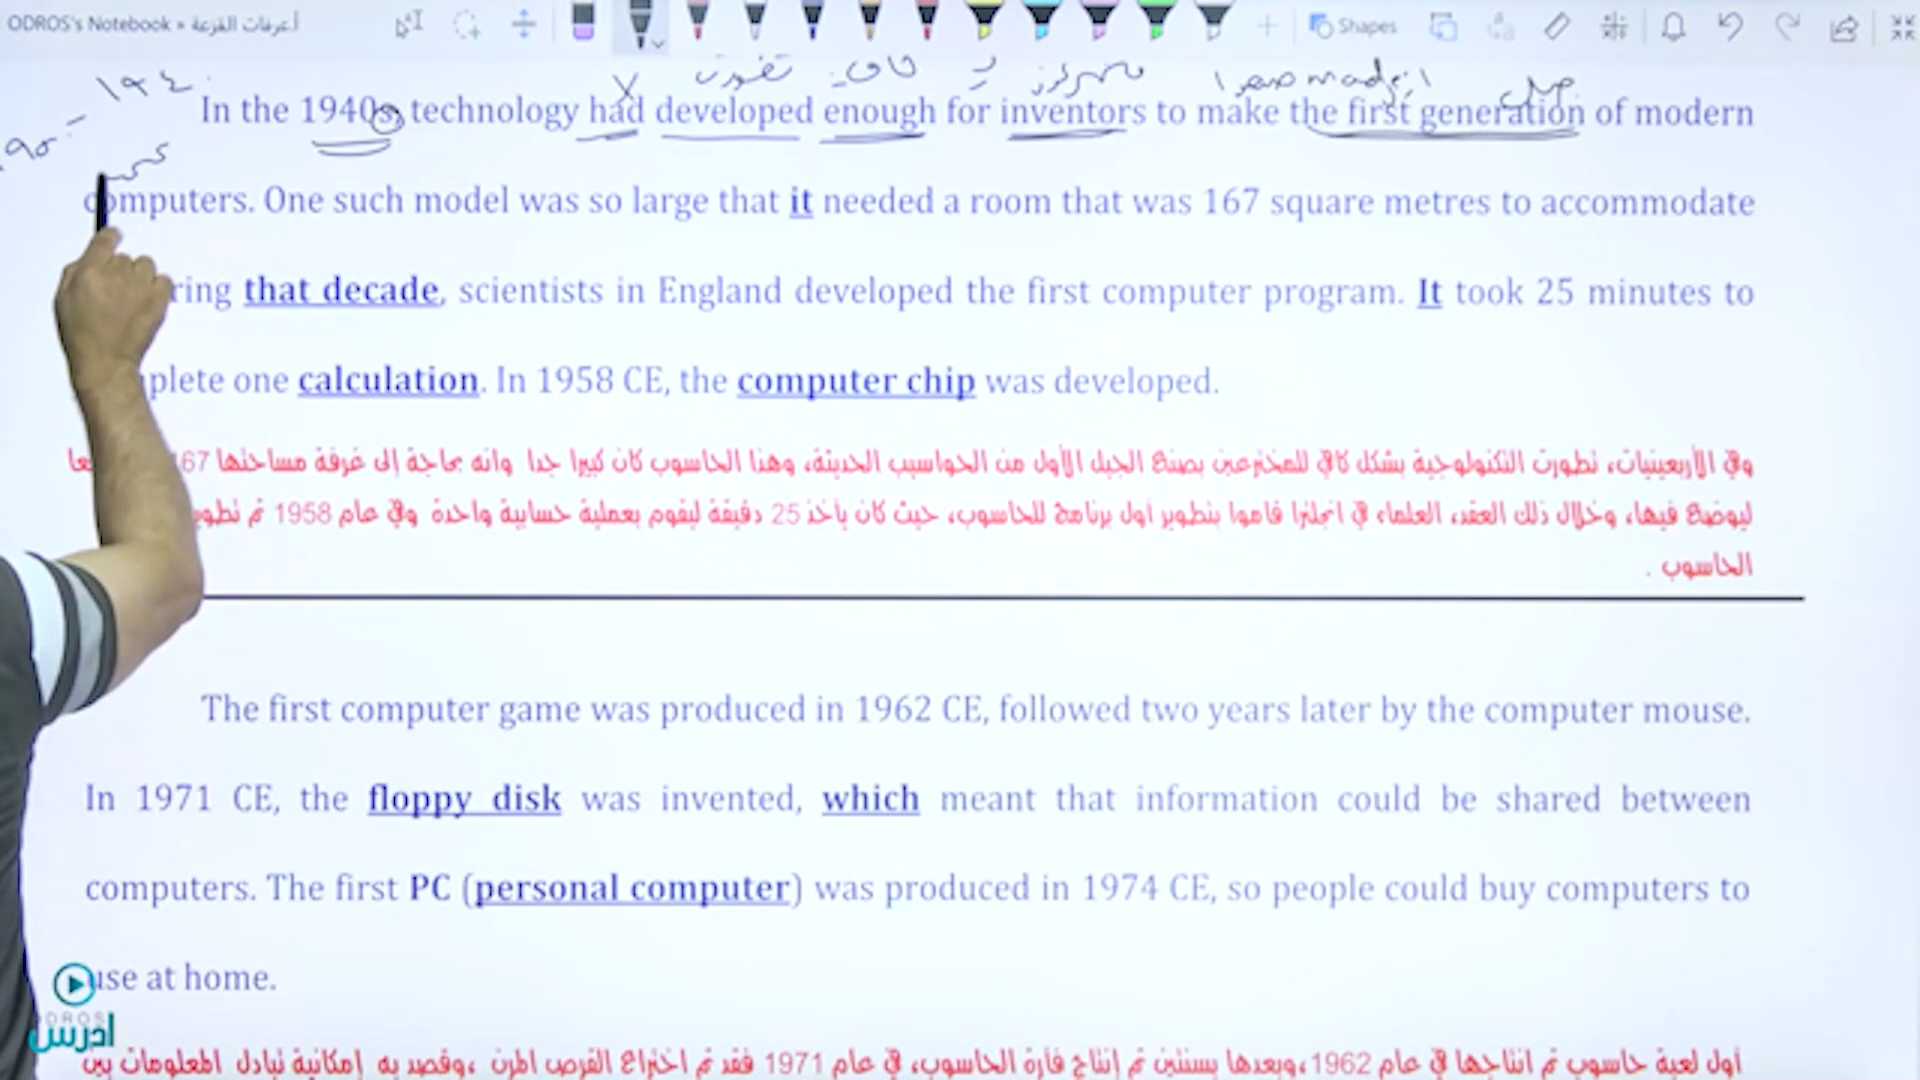 ODROS's Notebook »
Shapes
In the 1940s, technology had developed enough for inventors to make the first generation of modern
computers. One such model was so large that it needed a room that was 167 square metres to accommodate
ring that decade, scientists in England developed the first computer program. It took 25 minutes to
plete one calculation. In 1958 CE, the computer chip was developed.
وفي الأربعينيات، تطورت التكنولوجية بشكل كافي للمخترعين بصنع الجيل الأول من الحواسيب الحديثة، وهذا الحاسوب كان كبيرا جدا وانه بحاجة إلى غرفة مساحتها 167
ليوضع فيها، وخلال ذلك العقد، العلماء في انجلترا قاموا بتطوير أول برنامج للحاسوب، حيث كان يأخذ 25 دقيقة ليقوم بعملية حسابية واحدة وفي عام 1958 تم تطوير
الحاسوب .
The first computer game was produced in 1962 CE, followed two years later by the computer mouse.
In 1971 CE, the floppy disk was invented, which meant that information could be shared between
computers. The first PC (personal computer) was produced in 1974 CE, so people could buy computers to
use at home.
أول لعبة حاسوب تم انتاجها في عام 1962، وبعدها بسنتين تم إنتاج فأرة الحاسوب، في عام 1971 فقد تم اختراع القرص المرن ،وقصد به إمكانية تبادل المعلومات بين
ODROS
ادرس